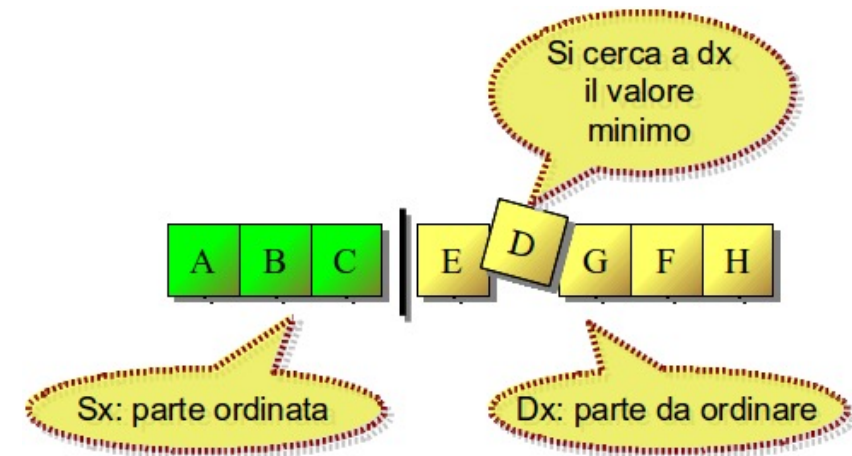 Si cerca a dx
il valore
minimo
A B C E D G F H
Sx: parte ordinata
Dx: parte da ordinare